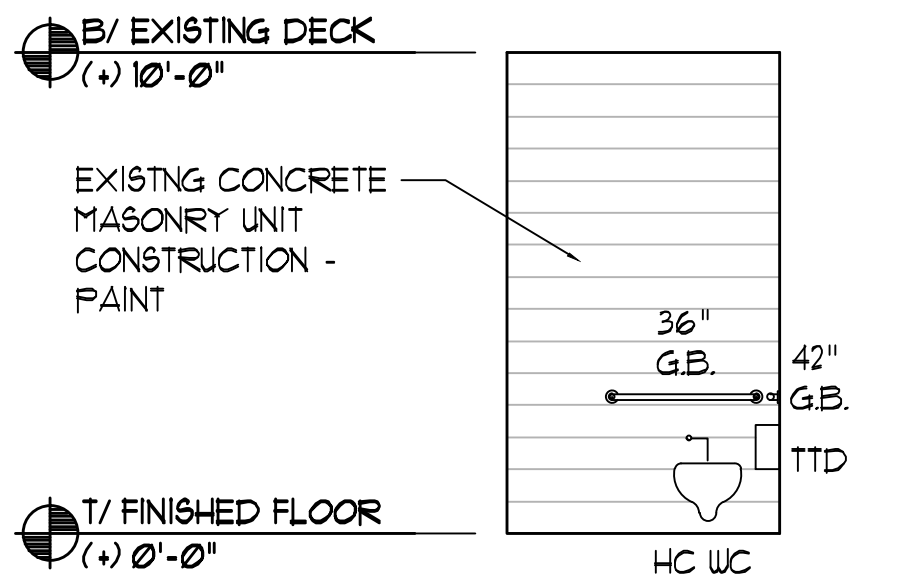 B/ EXISTING DECK
(+) 10'-0"
EXISTNG CONCRETE
MASONRY UNIT
CONSTRUCTION -
PAINT
36"
G.B.
42"
G.B.
TTD
T/ FINISHED FLOOR
(+) 0'-0"
HC WC